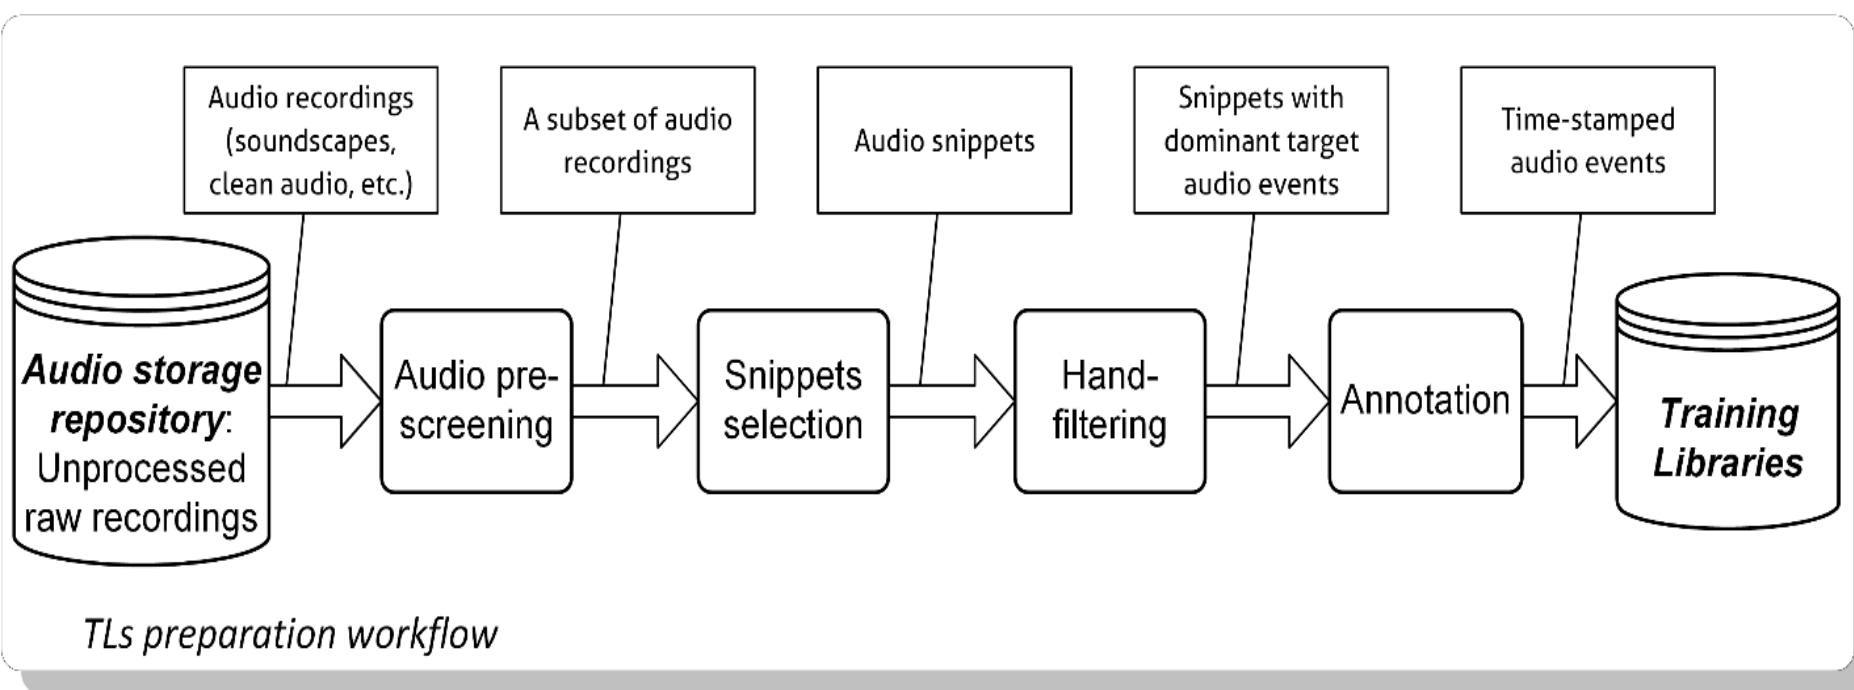 Audio recordings
(soundscapes,
clean audio, etc.)
A subset of audio
recordings
Audio snippets
Snippets with
dominant target
audio events
Time-stamped
audio events
Audio storage
repository:
Unprocessed
raw recordings
Audio pre-
screening
Snippets
selection
Hand-
filtering
Annotation
Training
Libraries
TLs preparation workflow